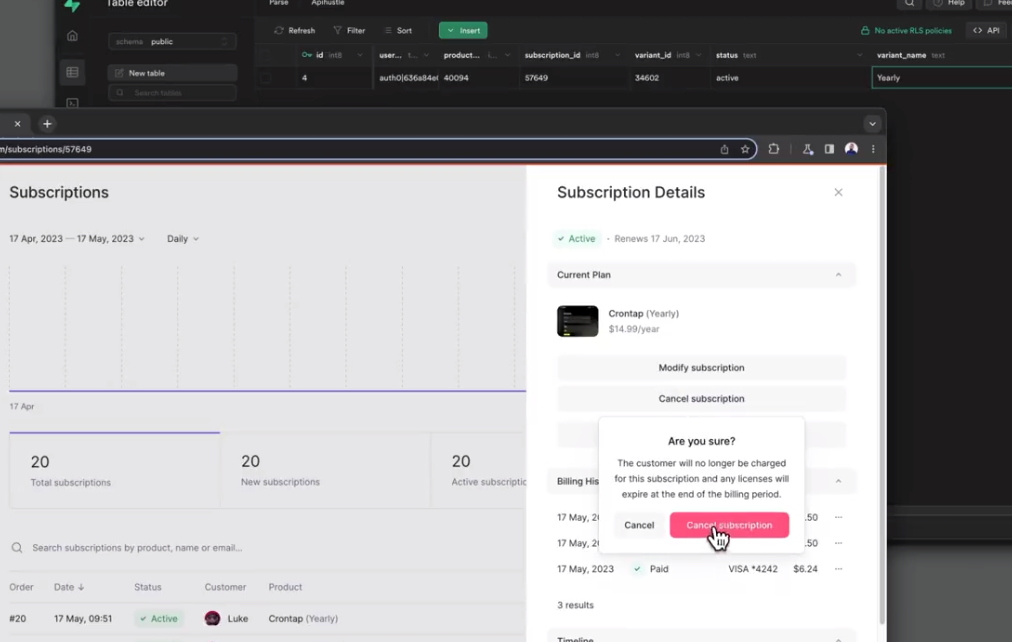 Table editor
Parse
Apihustle
Help
schema public
Refresh
Filter
Sort
Insert
No active RLS policies
<> API
New table
Search tables
id int8
user... t...
product... i...
subscription_id int8
variant_id int8
status text
variant_name text
4
auth0|636a84e
40094
57649
34602
active
Yearly
m/subscriptions/57649
Subscriptions
17 Apr, 2023 — 17 May, 2023
Daily
17 Apr
20
Total subscriptions
20
New subscriptions
20
Active subscriptio
Search subscriptions by product, name or email...
Order
Date ↓
Status
Customer
Product
#20
17 May, 09:51
Active
Luke
Crontap (Yearly)
Subscription Details
Active
• Renews 17 Jun, 2023
Current Plan
Crontap (Yearly)
$14.99/year
Modify subscription
Cancel subscription
Are you sure?
The customer will no longer be charged
for this subscription and any licenses will
expire at the end of the billing period.
Cancel
Cancel subscription
Billing His
17 May, 2
.50
17 May, 2
.50
17 May, 2023
Paid
VISA *4242
$6.24
3 results
Timeline